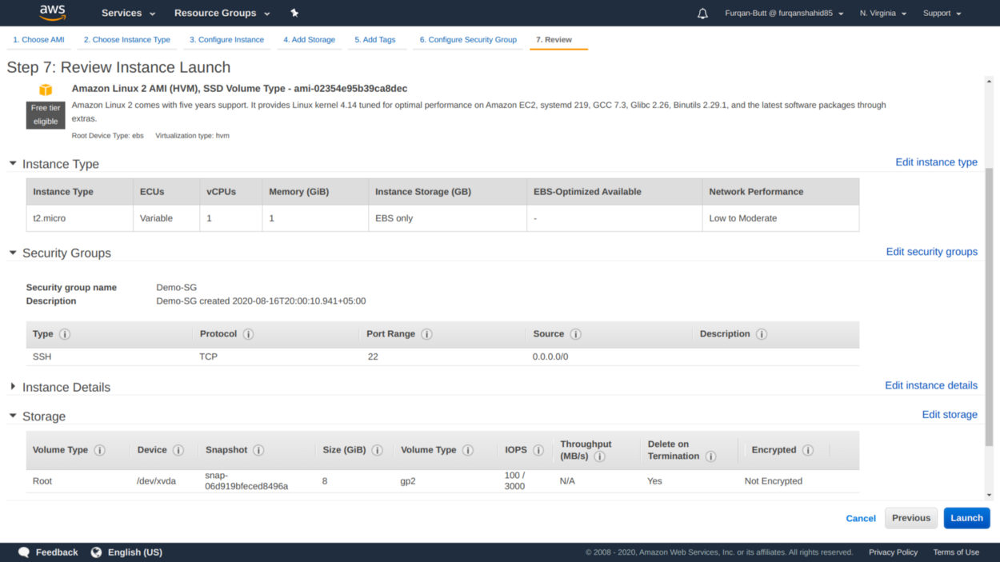 aws Services Resource Groups Furqan-Butt @ furqanshahid85 N. Virginia Support
1. Choose AMI 2. Choose Instance Type 3. Configure Instance 4. Add Storage 5. Add Tags 6. Configure Security Group 7. Review
Step 7: Review Instance Launch
Amazon Linux 2 AMI (HVM), SSD Volume Type - ami-02354e95b39ca8dec
Free tier
eligible
Amazon Linux 2 comes with five years support. It provides Linux kernel 4.14 tuned for optimal performance on Amazon EC2, systemd 219, GCC 7.3, Glibc 2.26, Binutils 2.29.1, and the latest software packages through
extras.
Root Device Type: ebs Virtualization type: hvm
Instance Type Edit instance type
Instance Type ECUs vCPUs Memory (GiB) Instance Storage (GB) EBS-Optimized Available Network Performance
t2.micro Variable 1 1 EBS only - Low to Moderate
Security Groups Edit security groups
Security group name Demo-SG
Description Demo-SG created 2020-08-16T20:00:10.941+05:00
Type Protocol Port Range Source Description
SSH TCP 22 0.0.0.0/0
Instance Details Edit instance details
Storage Edit storage
Volume Type Device Snapshot Size (GiB) Volume Type IOPS Throughput
(MB/s) Delete on
Termination Encrypted
Root /dev/xvda snap-
06d919bfeced8496a 8 gp2 100 /
3000 N/A Yes Not Encrypted
Cancel Previous Launch
Feedback English (US) © 2008 - 2020, Amazon Web Services, Inc. or its affiliates. All rights reserved. Privacy Policy Terms of Use